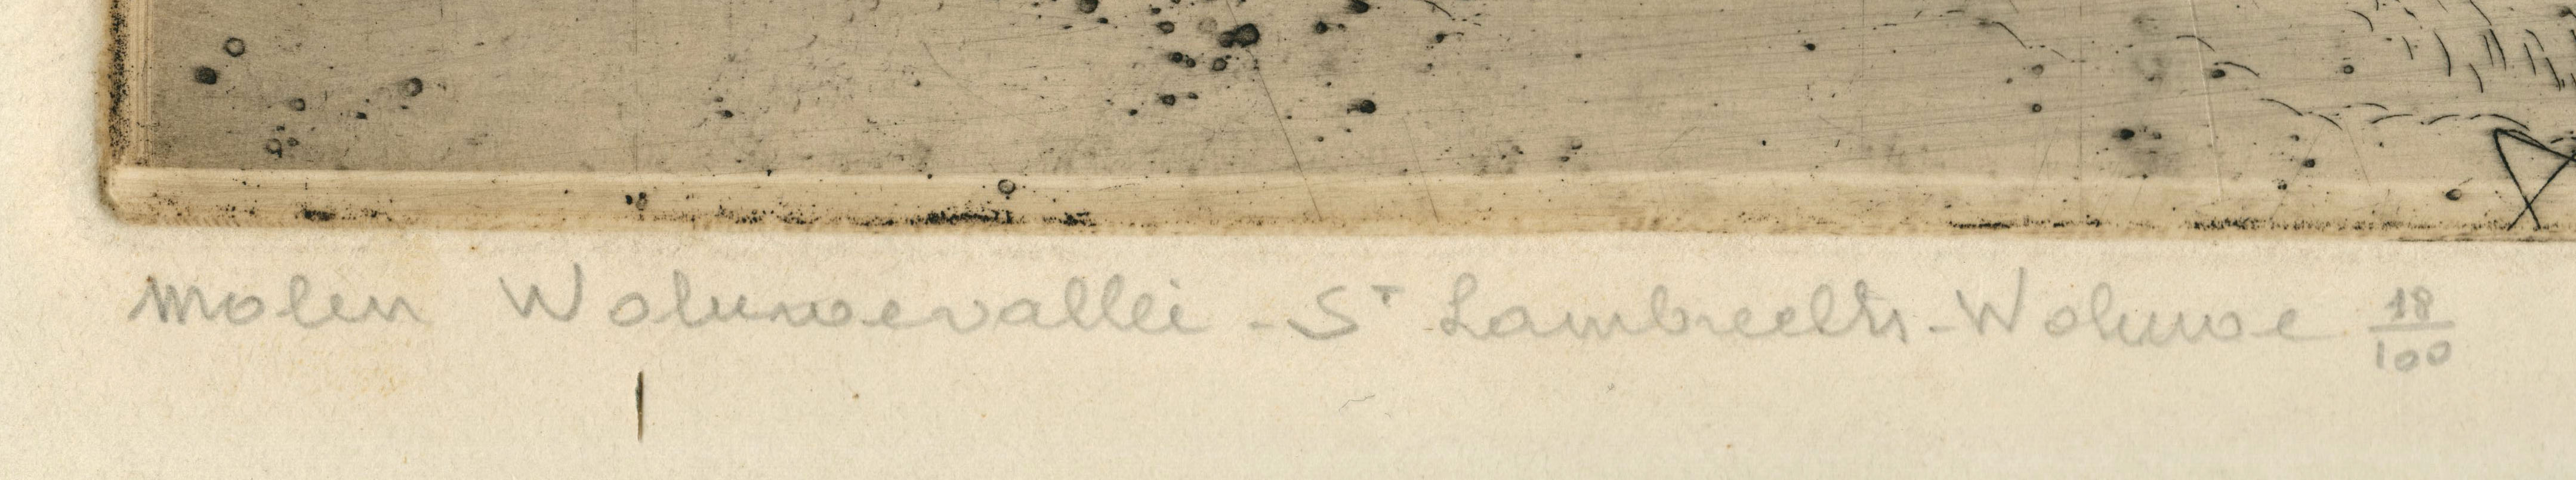 Molen Woluwevallei - St Lambrechts-Woluwe 18/100